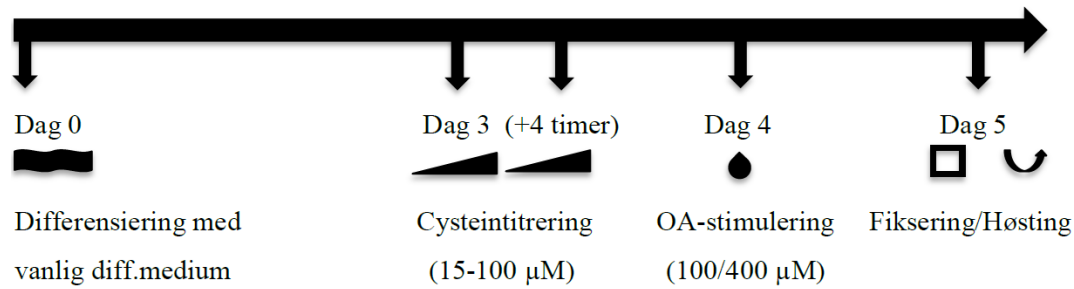 Dag 0
Dag 3 (+4 timer)
Dag 4
Dag 5
Differensiering med
vanlig diff.medium
Cysteintitrering
(15-100 µM)
OA-stimulering
(100/400 µM)
Fiksering/Høsting